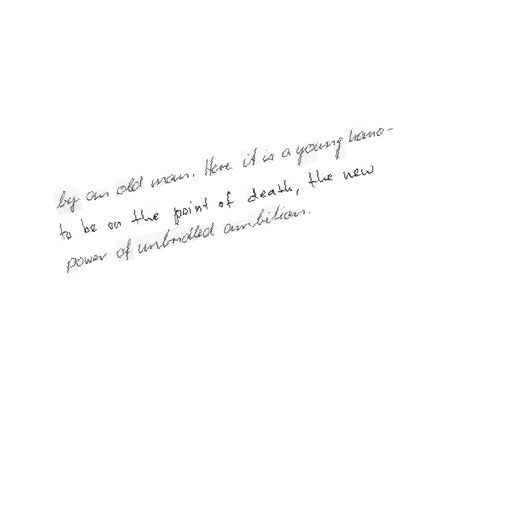 by an old man. Here it is a young hano-
to be on the point of death, the new
power of unbridled ambition.